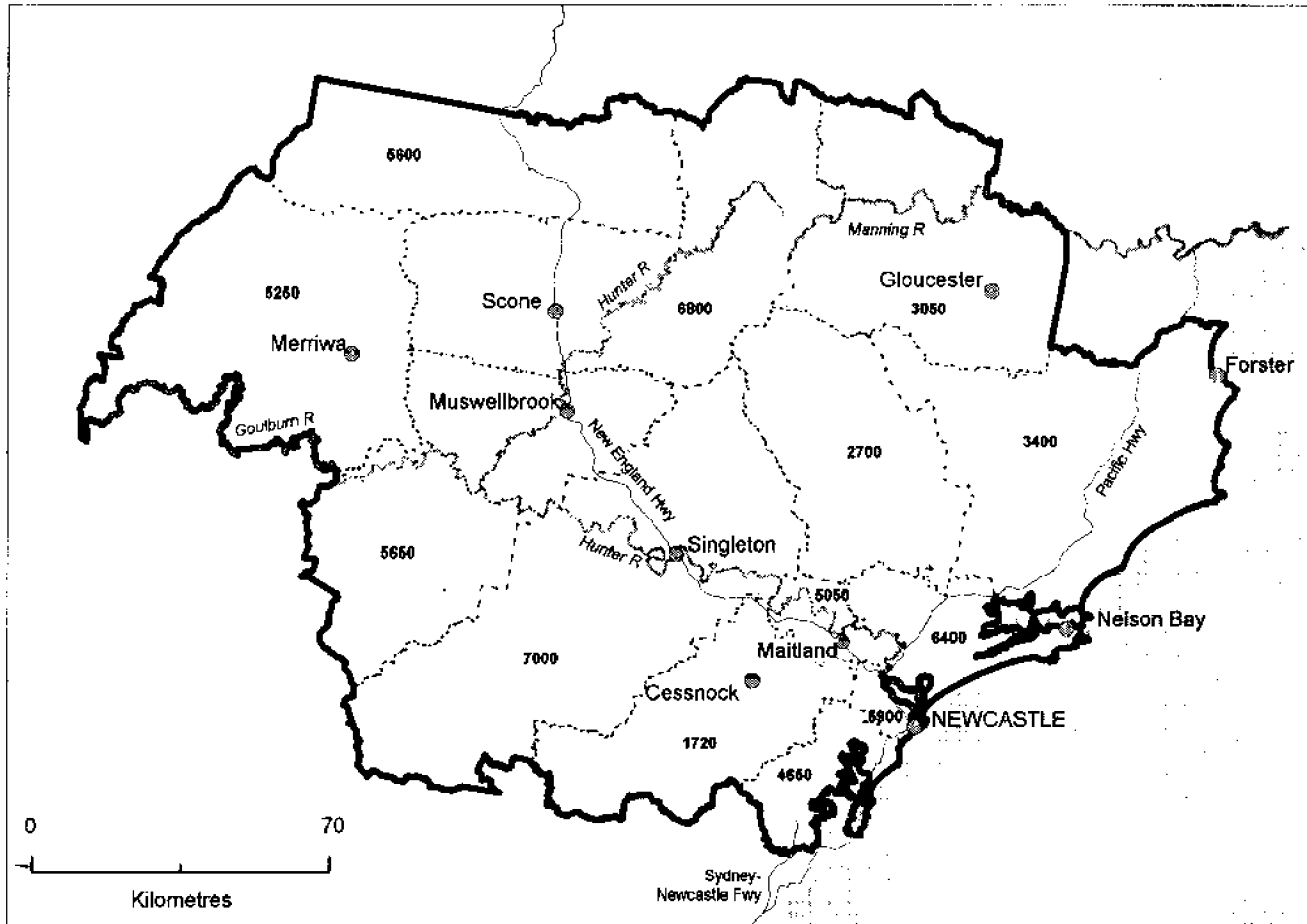 5600
Manning R
Hunter R
Gloucester
5250
Scone
6800
3050
Merriwa
Forster
Muswellbrook
Goulburn R
New England Hwy
2700
3400
Pacific Hwy
Singleton
5650
Hunter R
5050
Nelson Bay
6400
Maitland
7000
Cessnock
5900
NEWCASTLE
1720
4650
0 70
Kilometres
Sydney-
Newcastle Fwy